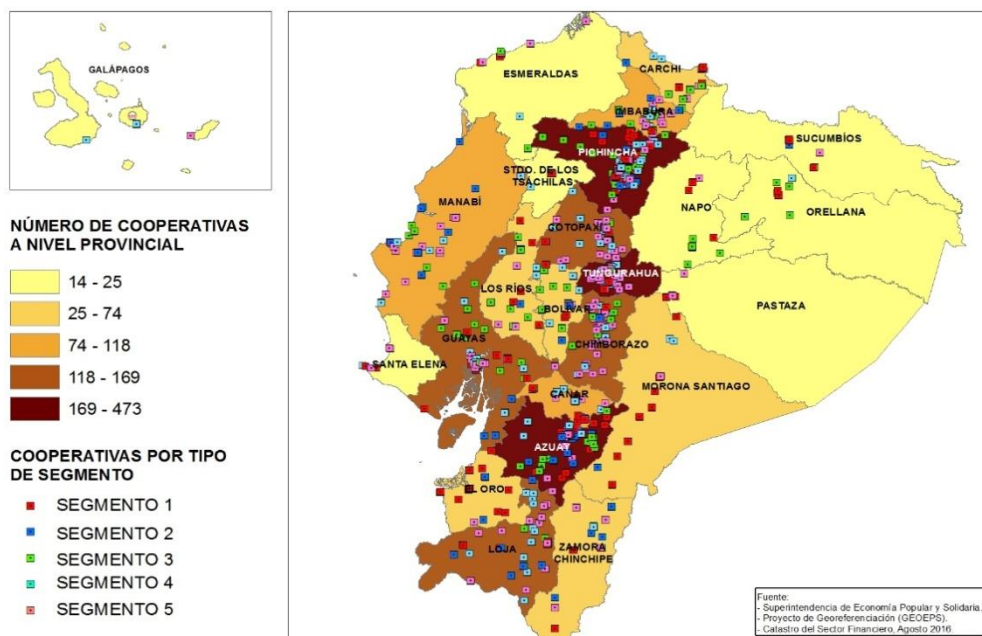 GALÁPAGOS
NÚMERO DE COOPERATIVAS
A NIVEL PROVINCIAL
14 - 25
25 - 74
74 - 118
118 - 169
169 - 473
COOPERATIVAS POR TIPO
DE SEGMENTO
SEGMENTO 1
SEGMENTO 2
SEGMENTO 3
SEGMENTO 4
SEGMENTO 5
ESMERALDAS
CARCHI
IMBABURA
SUCUMBÍOS
PICHINCHA
STDO. DE LOS
TSACHILAS
MANABÍ
NAPO
ORELLANA
COTOPAXI
TUNGURAHUA
LOS RÍOS
PASTAZA
BOLIVAR
GUAYAS
CHIMBORAZO
SANTA ELENA
MORONA SANTIAGO
CAÑAR
AZUAY
EL ORO
LOJA
ZAMORA
CHINCHIPE
Fuente:
- Superintendencia de Economía Popular y Solidaria.
- Proyecto de Georeferenciación (GEOEPS).
- Catastro del Sector Financiero, Agosto 2016.